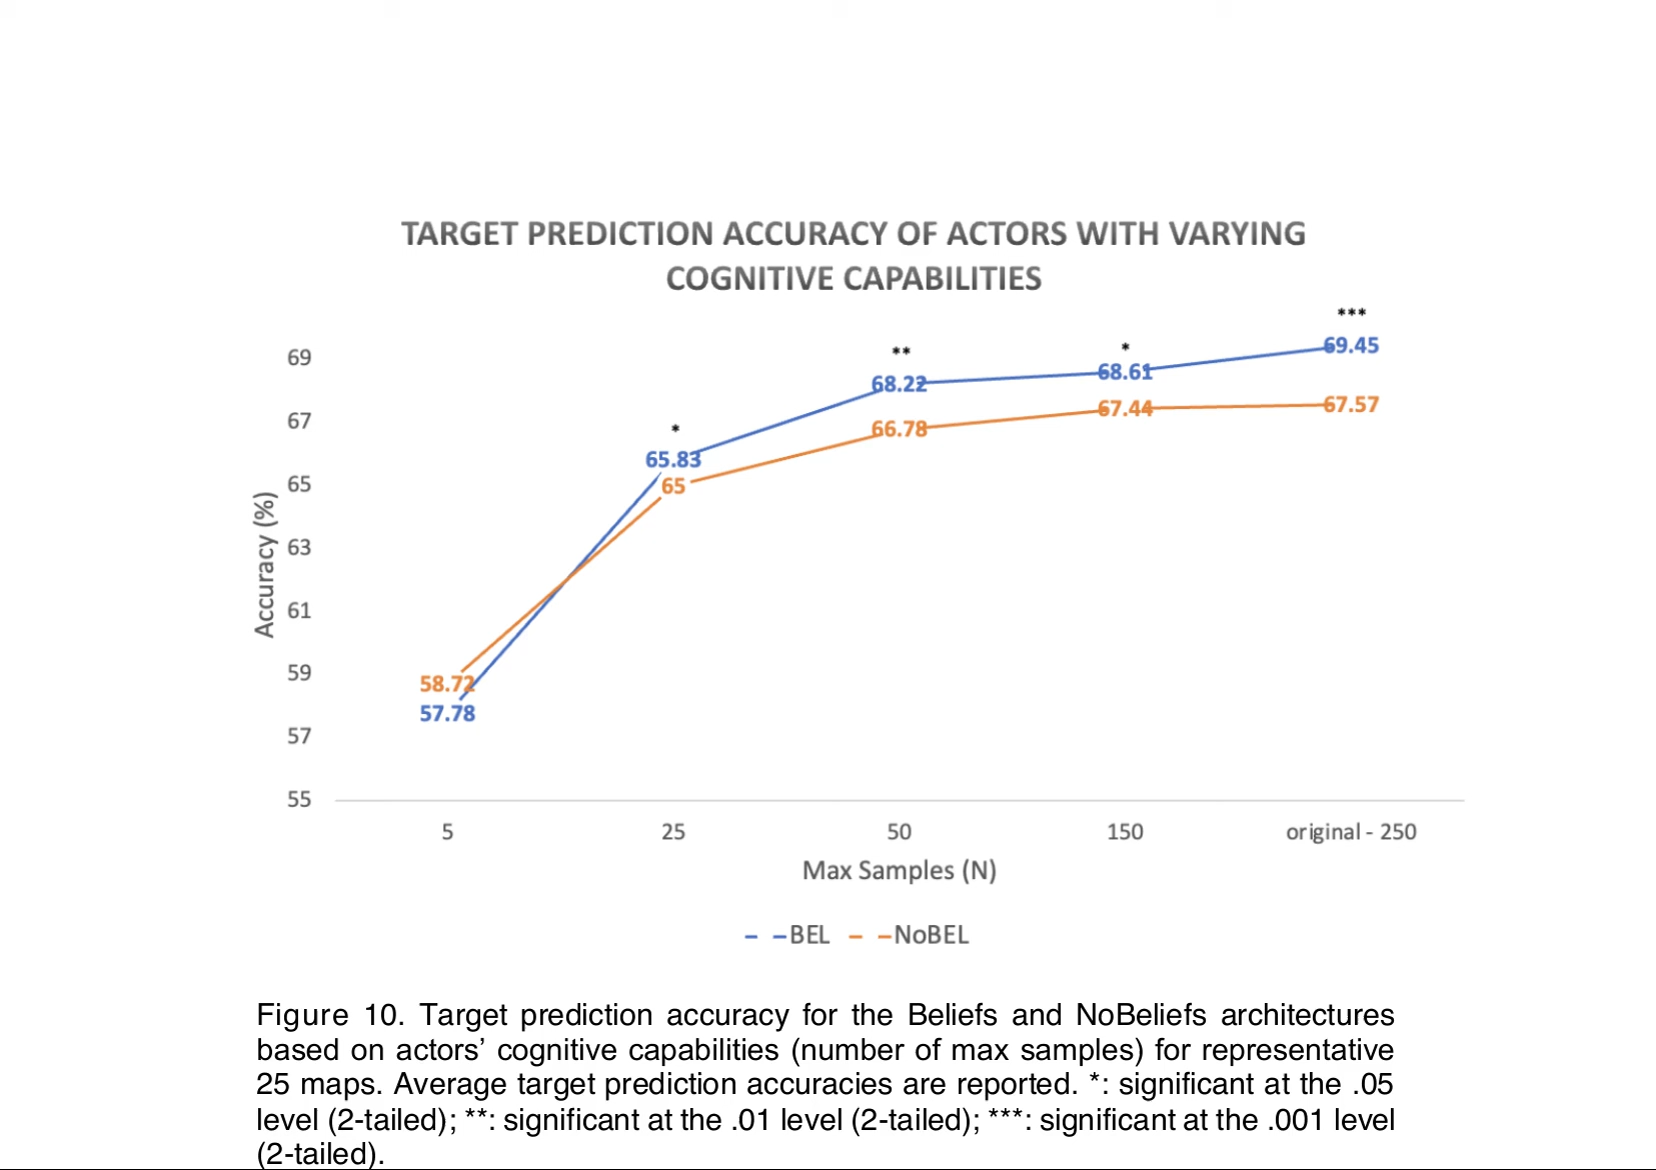 TARGET PREDICTION ACCURACY OF ACTORS WITH VARYING
COGNITIVE CAPABILITIES
***
69.45
69
**
*
68.22
68.61
67
67.44
67.57
66.78
*
65.83
65
65
63
61
59
58.72
57.78
57
55
Accuracy (%)
5
25
50
150
original - 250
Max Samples (N)
BEL
NoBEL
Figure 10. Target prediction accuracy for the Beliefs and NoBeliefs architectures
based on actors’ cognitive capabilities (number of max samples) for representative
25 maps. Average target prediction accuracies are reported. *: significant at the .05
level (2-tailed); **: significant at the .01 level (2-tailed); ***: significant at the .001 level
(2-tailed).